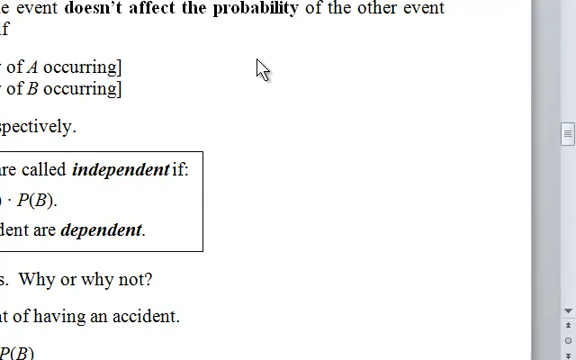 e event doesn't affect the probability of the other event
of A occurring]
of B occurring]
spectively.
are called independent if:
) · P(B).
dent are dependent.
s. Why or why not?
t of having an accident.
P(B)